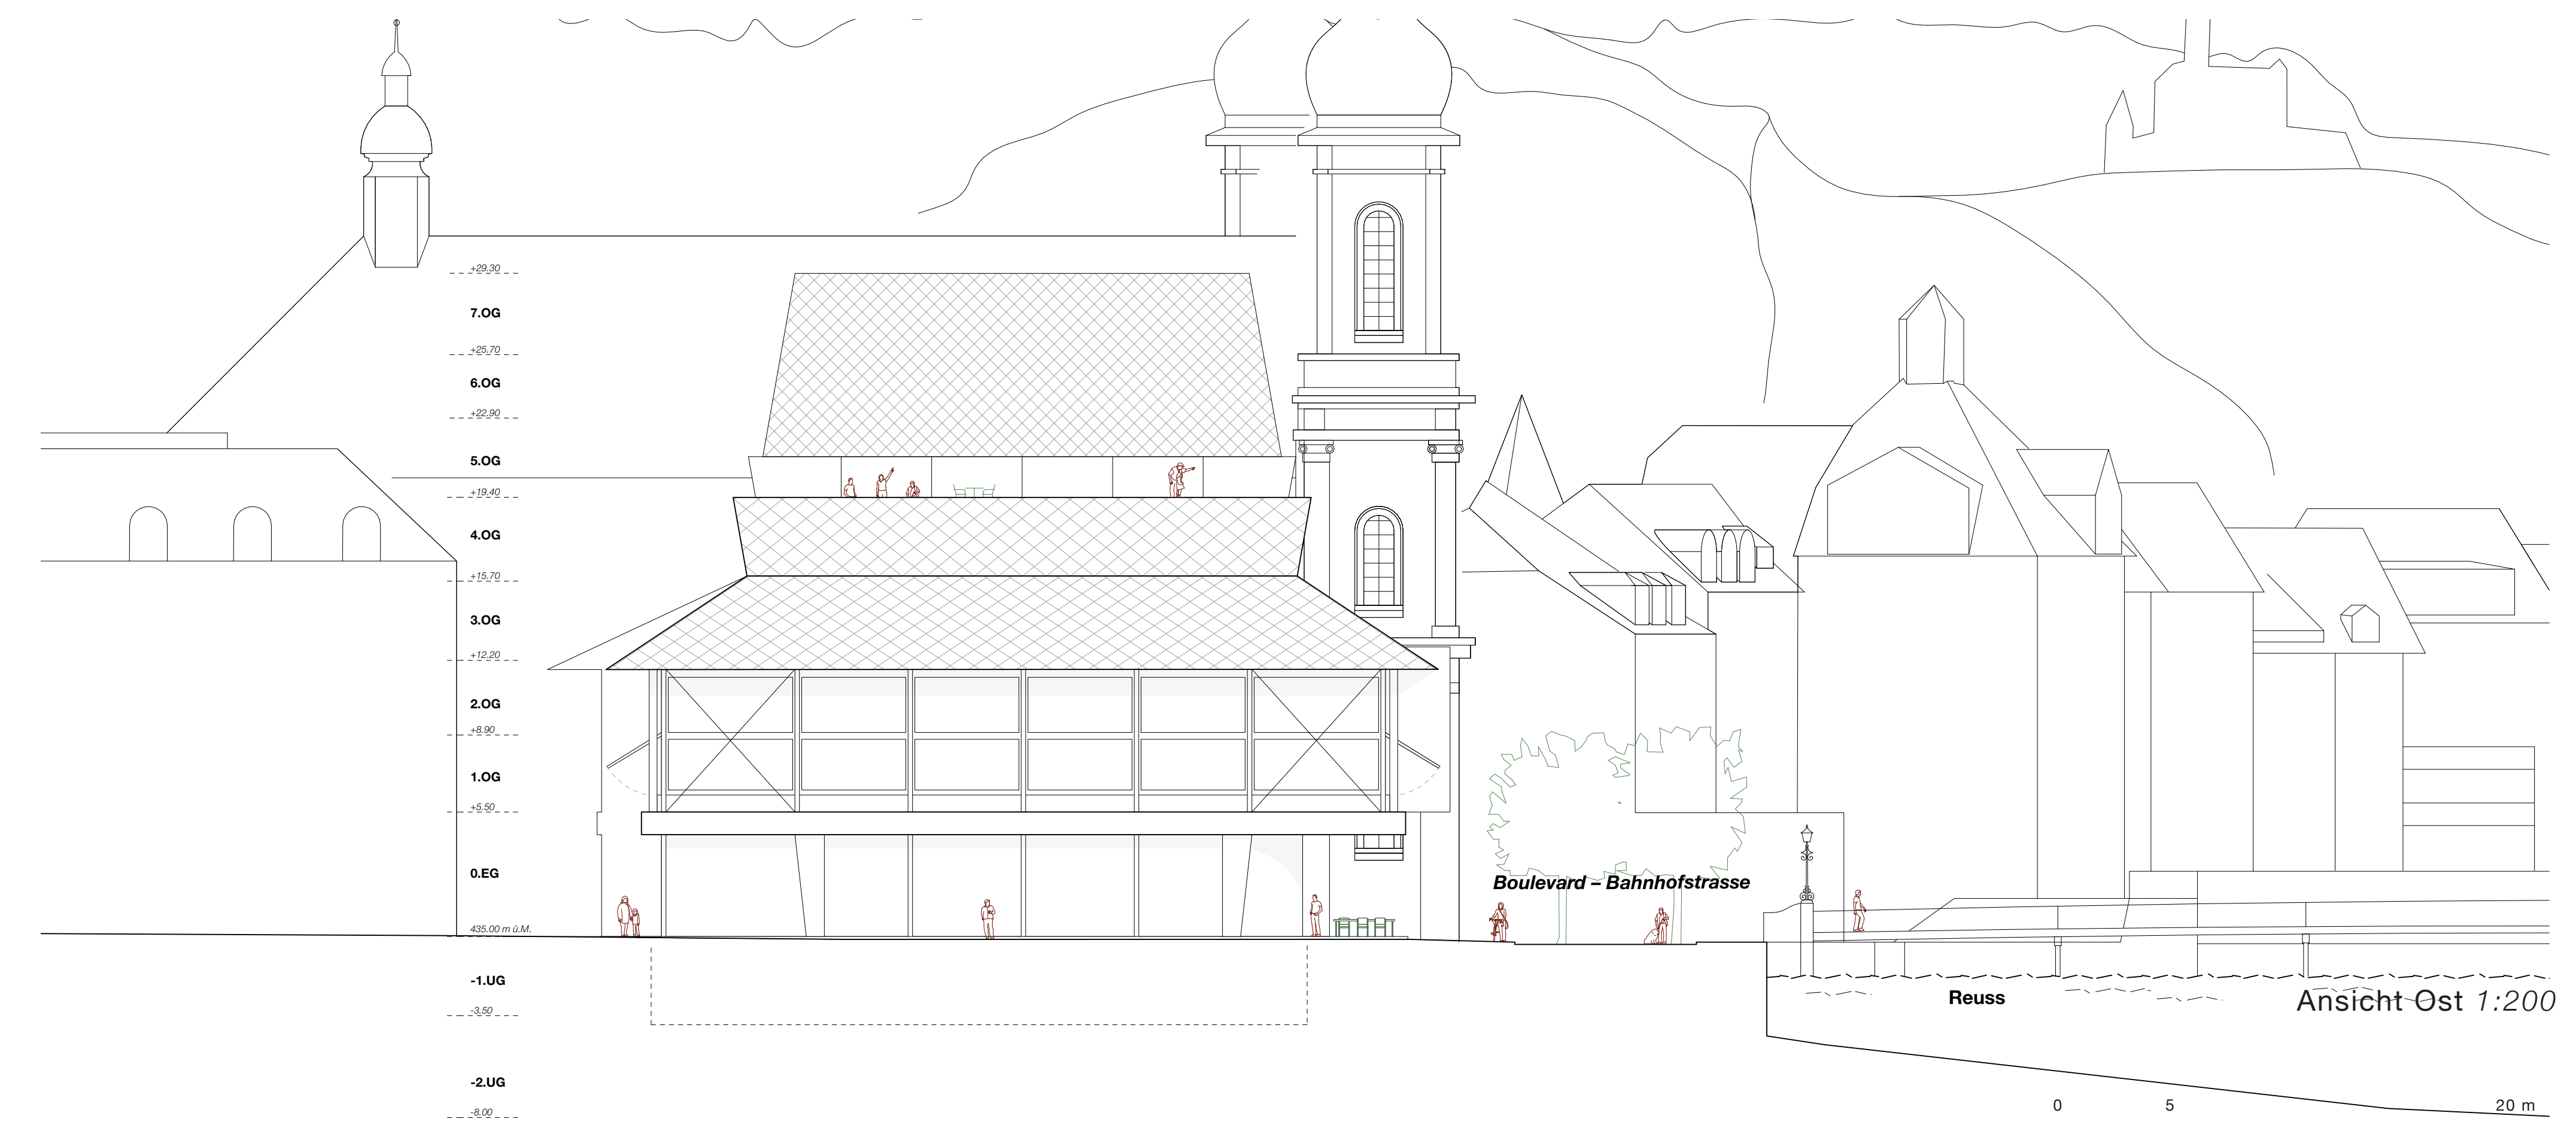 +29.30
7.OG
+25.70
6.OG
+22.90
5.OG
+19.40
4.OG
+15.70
3.OG
+12.20
2.OG
+8.90
1.OG
+5.50
0.EG
Boulevard – Bahnhofstrasse
435.00 m ü.M.
-1.UG
Reuss
Ansicht Ost 1:200
-3.50
-2.UG
-8.00
0 5 20 m